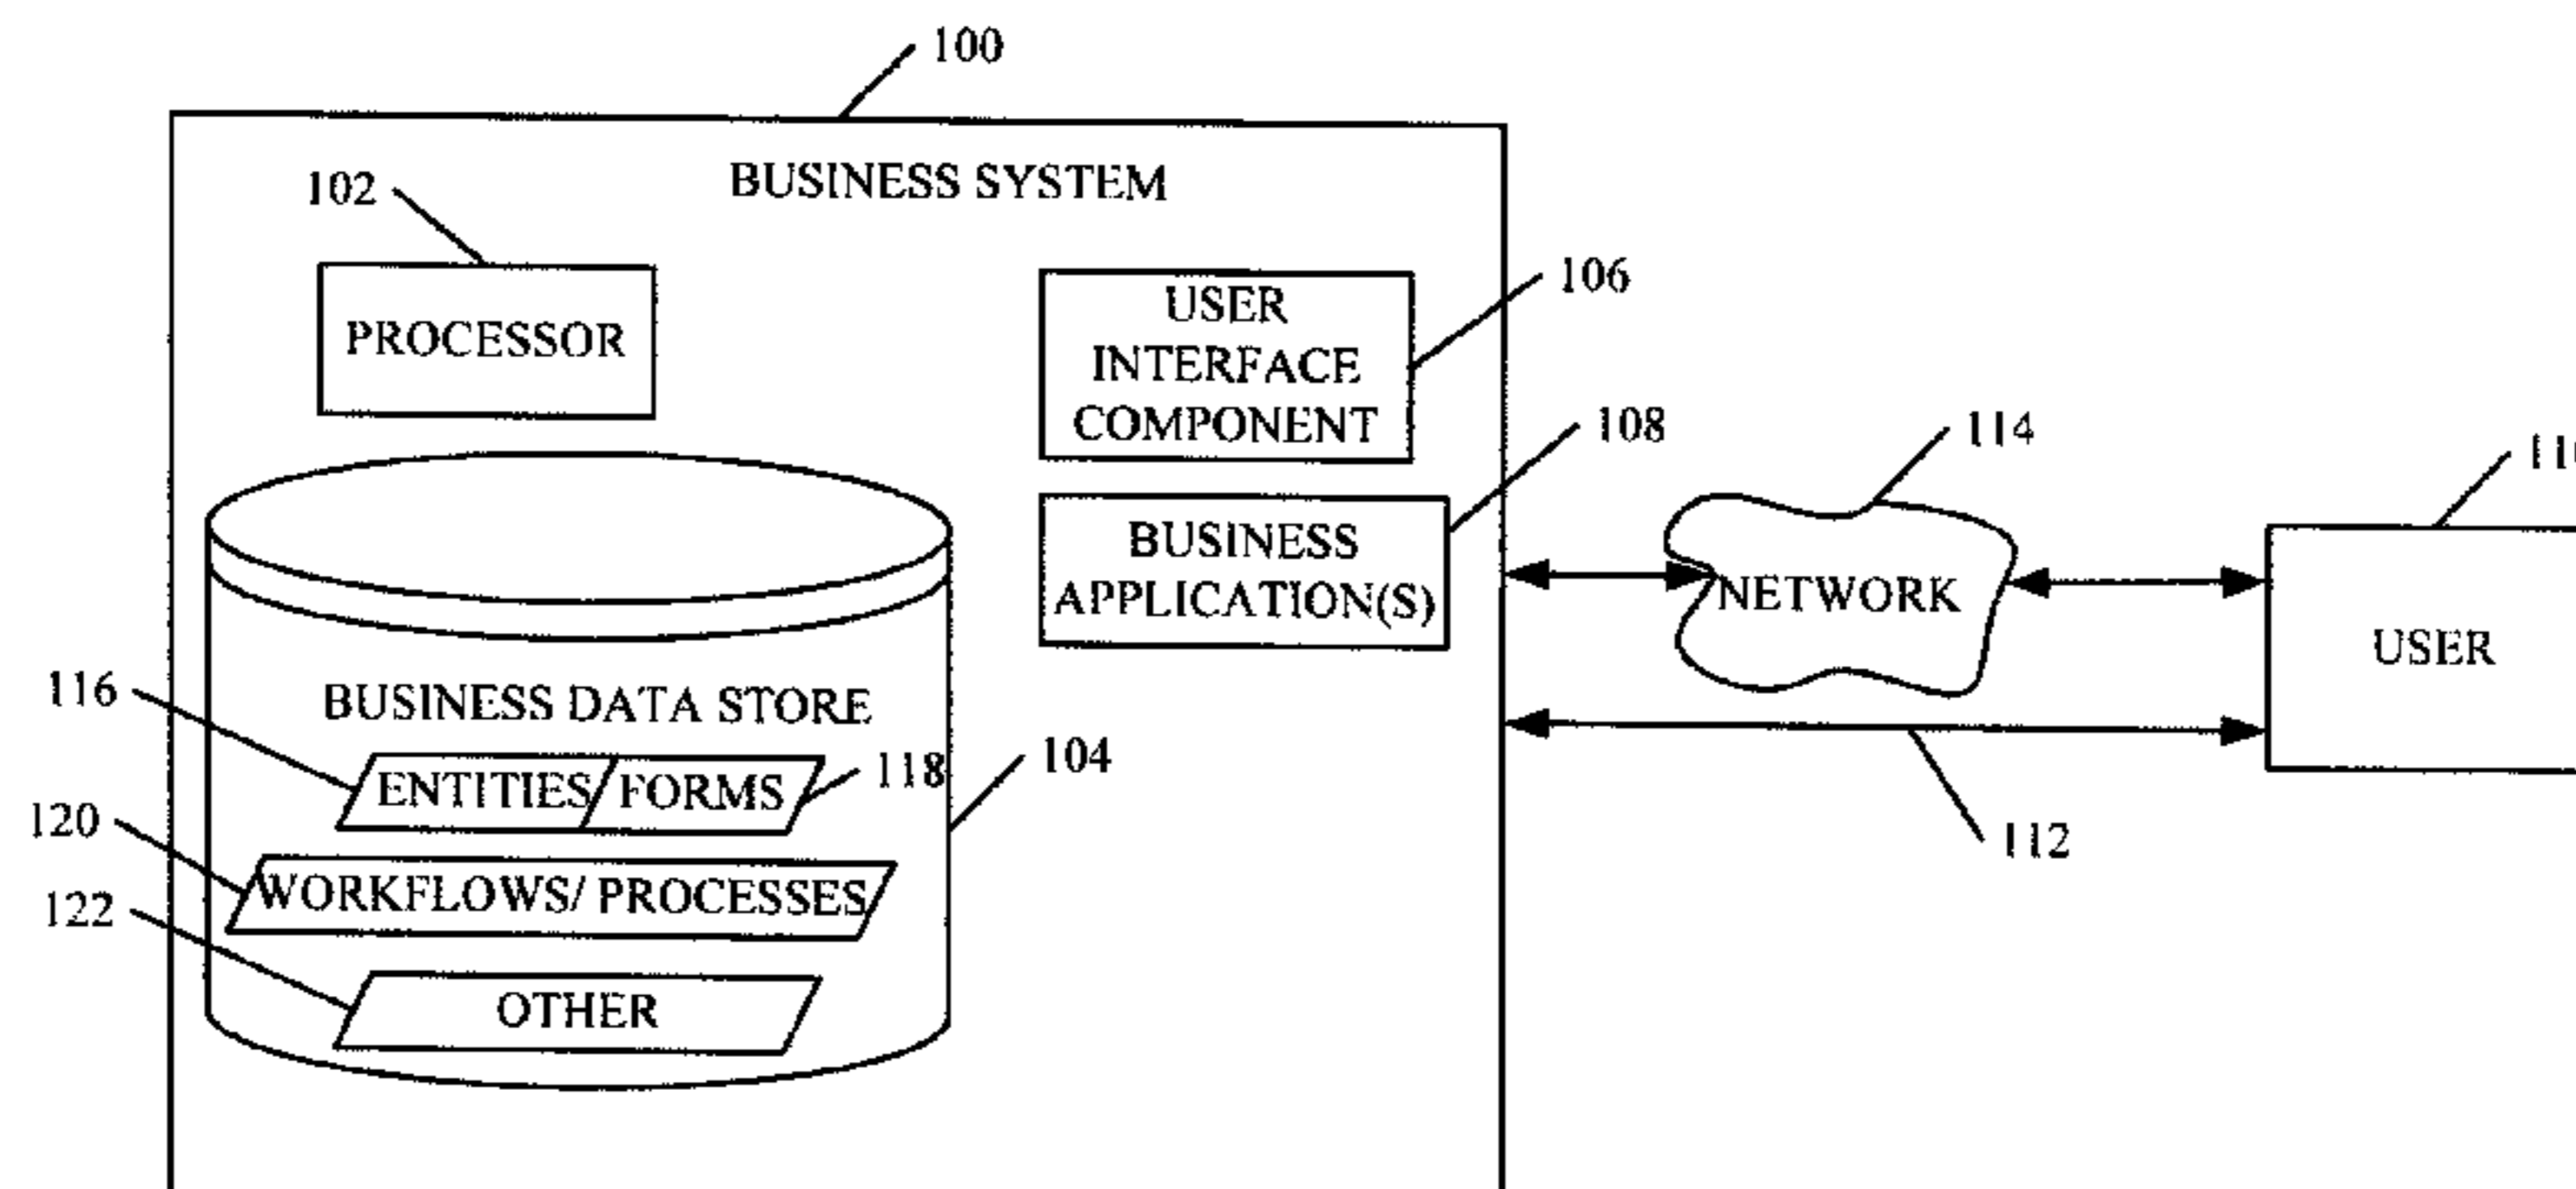 100
BUSINESS SYSTEM
102
PROCESSOR
USER
INTERFACE
COMPONENT
106
108
BUSINESS
APPLICATION(S)
114
NETWORK
USER
112
BUSINESS DATA STORE
116
ENTITIES
FORMS
118
104
120
WORKFLOWS/ PROCESSES
122
OTHER